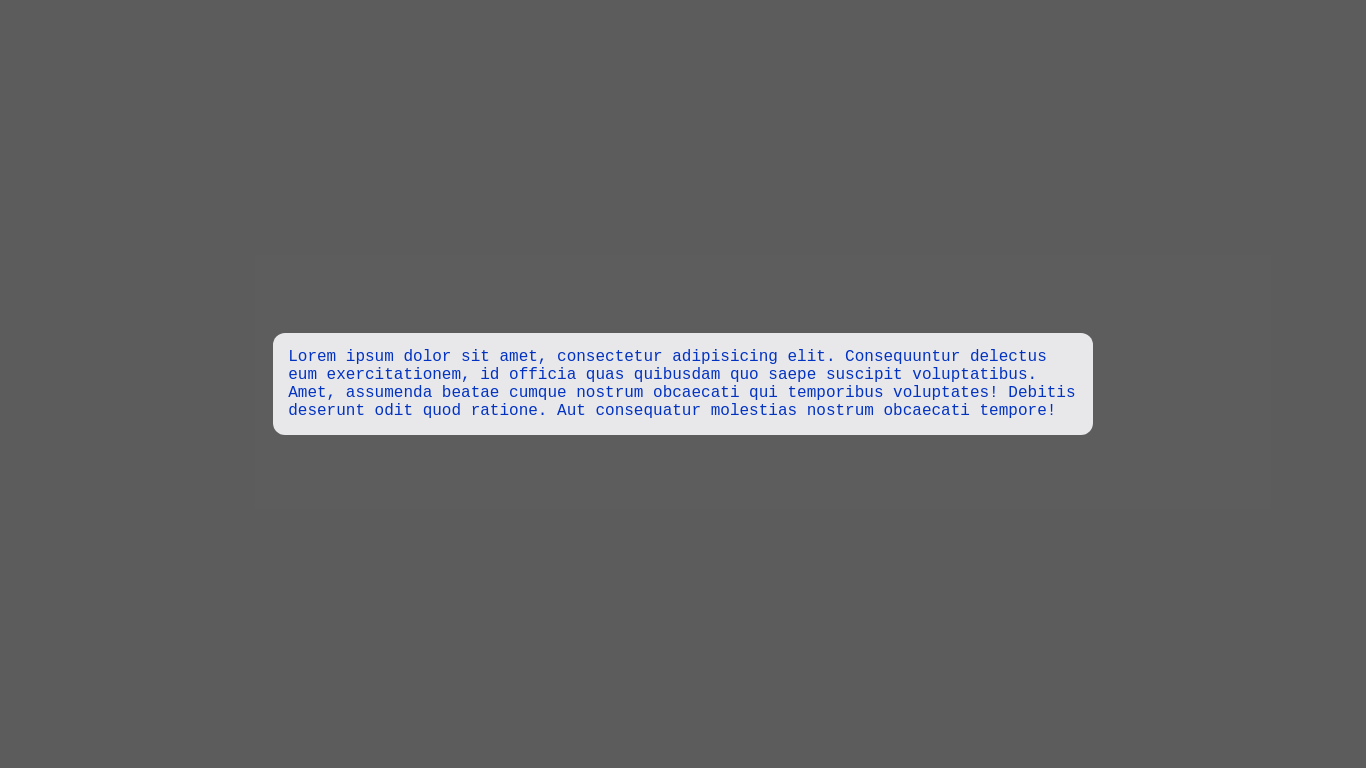 Lorem ipsum dolor sit amet, consectetur adipisicing elit. Consequuntur delectus
eum exercitationem, id officia quas quibusdam quo saepe suscipit voluptatibus.
Amet, assumenda beatae cumque nostrum obcaecati qui temporibus voluptates! Debitis
deserunt odit quod ratione. Aut consequatur molestias nostrum obcaecati tempore!